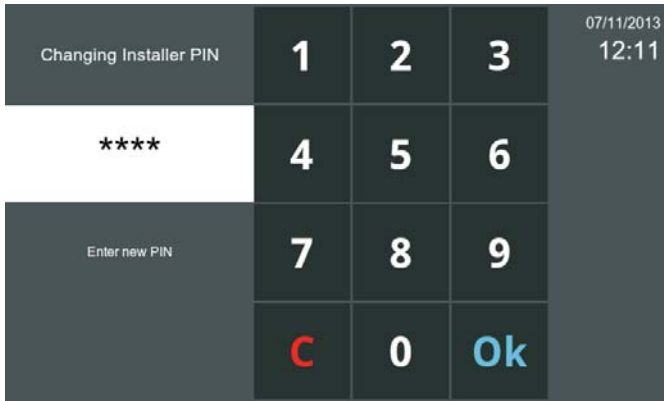 Changing Installer PIN
1 2 3
07/11/2013
12:11
****
4 5 6
Enter new PIN
7 8 9
C 0 Ok